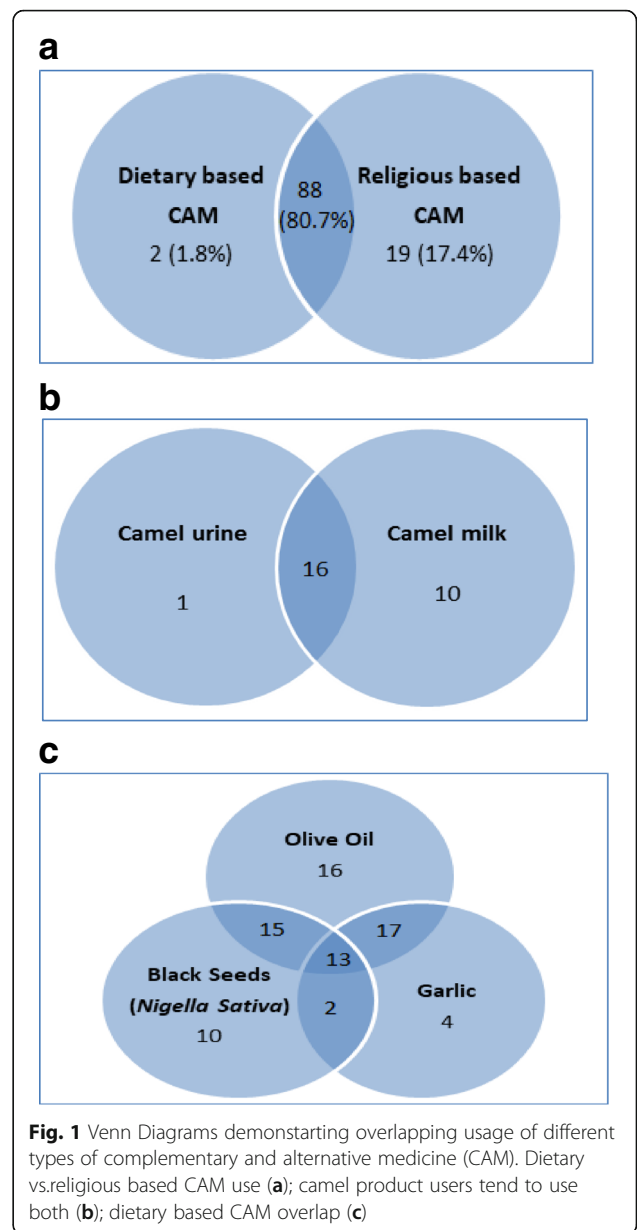 a
Dietary based
CAM
2 (1.8%)
88
(80.7%)
Religious based
CAM
19 (17.4%)
b
Camel urine
1
16
Camel milk
10
c
Olive Oil
16
15
17
13
Black Seeds
(Nigella Sativa)
10
2
Garlic
4
Fig. 1 Venn Diagrams demonstarting overlapping usage of different
types of complementary and alternative medicine (CAM). Dietary
vs.religious based CAM use (a); camel product users tend to use
both (b); dietary based CAM overlap (c)